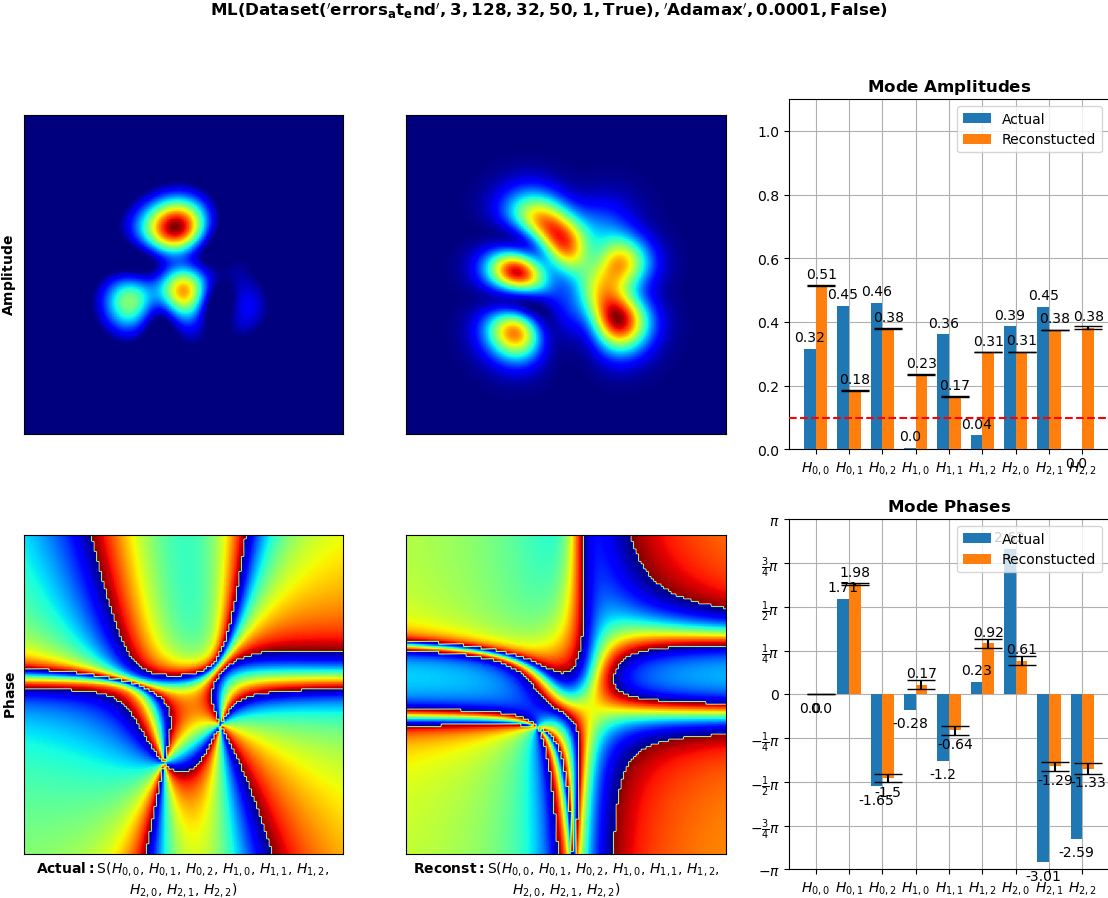 ML(Dataset('errors_at_end', 3, 128, 32, 50, 1, True), 'Adamax', 0.0001, False)
Amplitude
Mode Amplitudes
Actual
Reconstucted
1.0
0.8
0.6
0.4
0.2
0.0
0.32 0.51
0.45 0.18
0.46 0.38
0.0 0.23
0.36 0.17
0.04 0.31
0.39 0.31
0.45 0.38
0.0 0.38
H0,0 H0,1 H0,2 H1,0 H1,1 H1,2 H2,0 H2,1 H2,2
Phase
Mode Phases
Actual
Reconstucted
π
3/4π
1/2π
1/4π
0
−1/4π
−1/2π
−3/4π
−π
0.0 0.0
1.71 1.98
-1.65 -1.5
-0.28 0.17
-1.2 -0.64
0.23 0.92
0.61
-3.01 -1.29
-2.59 -1.33
H0,0 H0,1 H0,2 H1,0 H1,1 H1,2 H2,0 H2,1 H2,2
Actual: S(H0,0, H0,1, H0,2, H1,0, H1,1, H1,2,
H2,0, H2,1, H2,2)
Reconst: S(H0,0, H0,1, H0,2, H1,0, H1,1, H1,2,
H2,0, H2,1, H2,2)